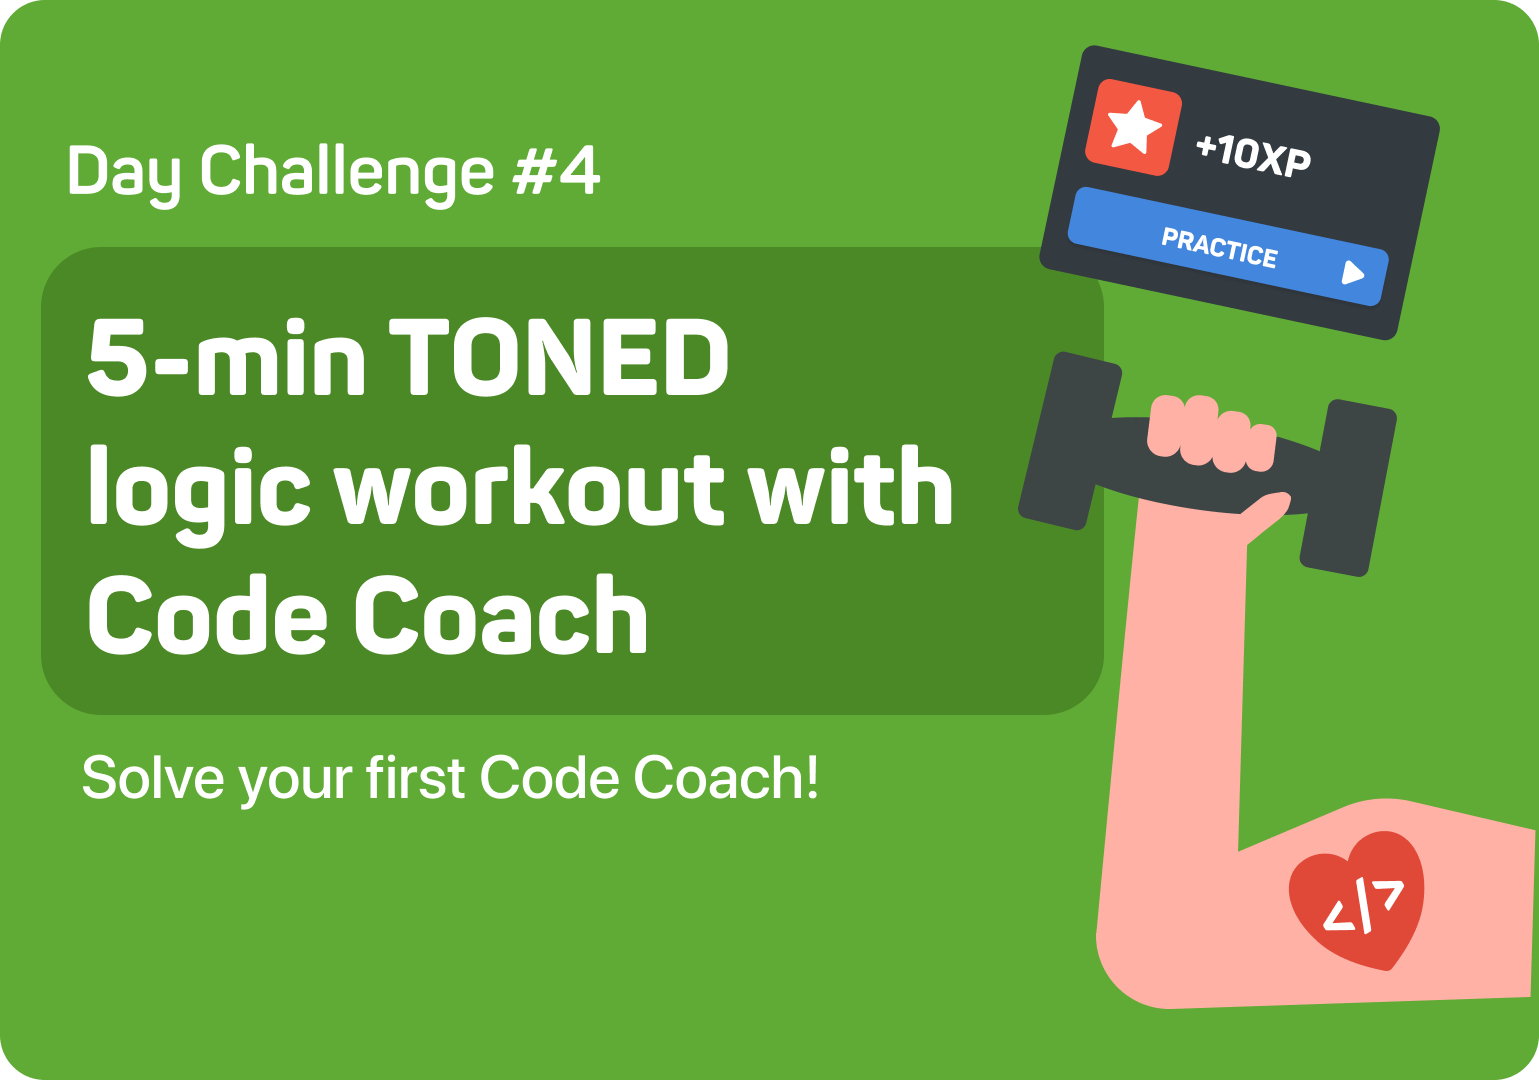 Day Challenge #4
5-min TONED
logic workout with
Code Coach
Solve your first Code Coach!
+10XP
PRACTICE
</>